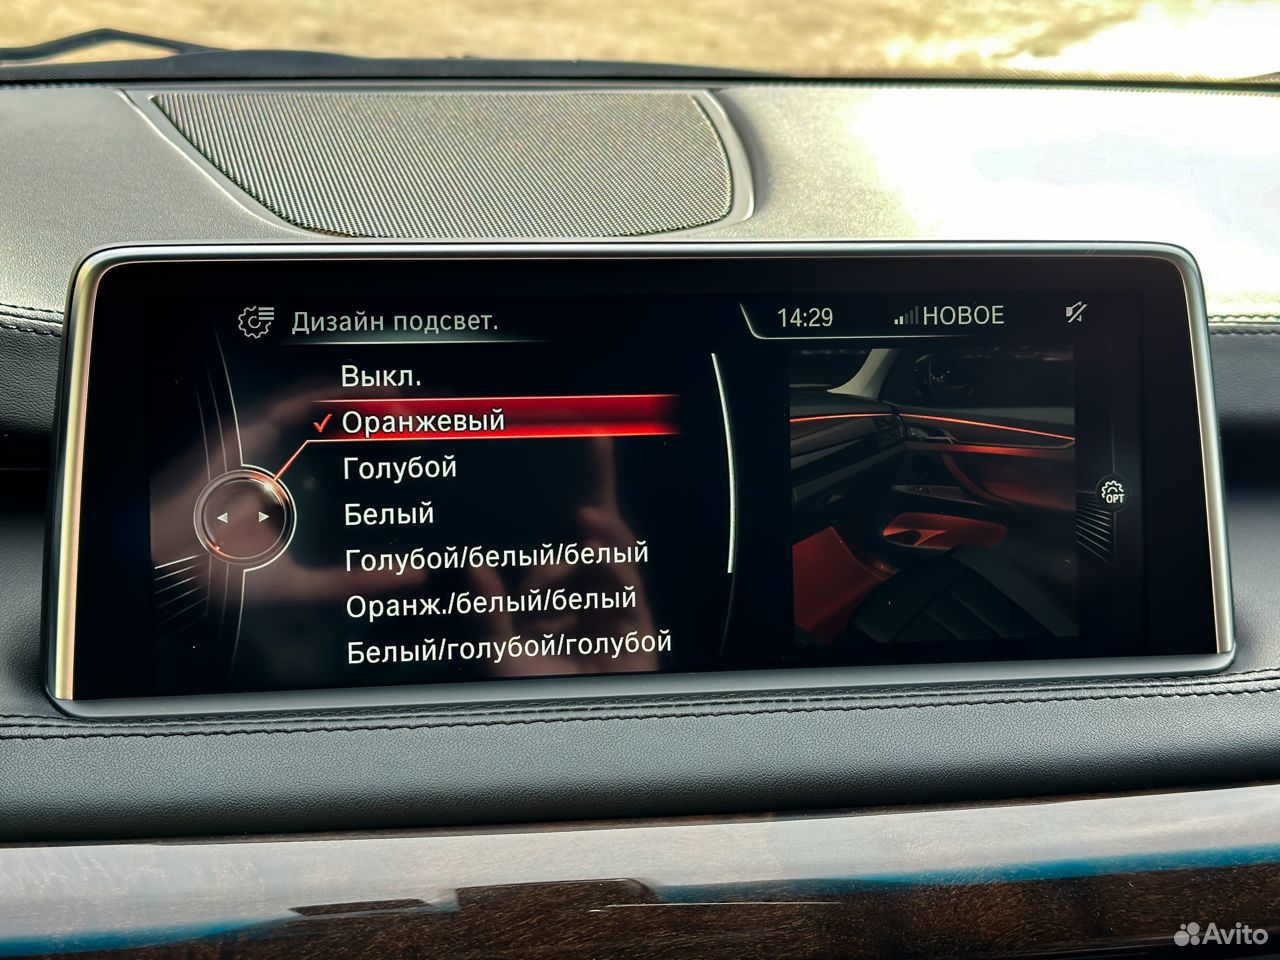 Дизайн подсвет.
14:29
НОВОЕ
Выкл.
Оранжевый
Голубой
Белый
Голубой/белый/белый
Оранж./белый/белый
Белый/голубой/голубой
OPT
Avito